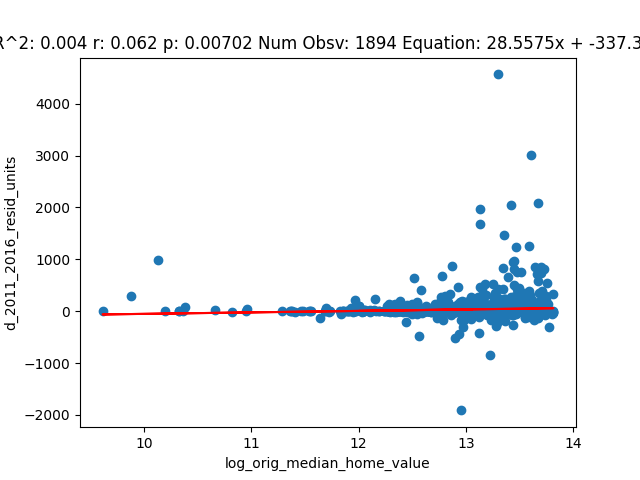 R^2: 0.004 r: 0.062 p: 0.00702 Num Obsv: 1894 Equation: 28.5575x + -337.3
4000
3000
2000
1000
0
−1000
−2000
d_2011_2016_resid_units
10 11 12 13 14
log_orig_median_home_value